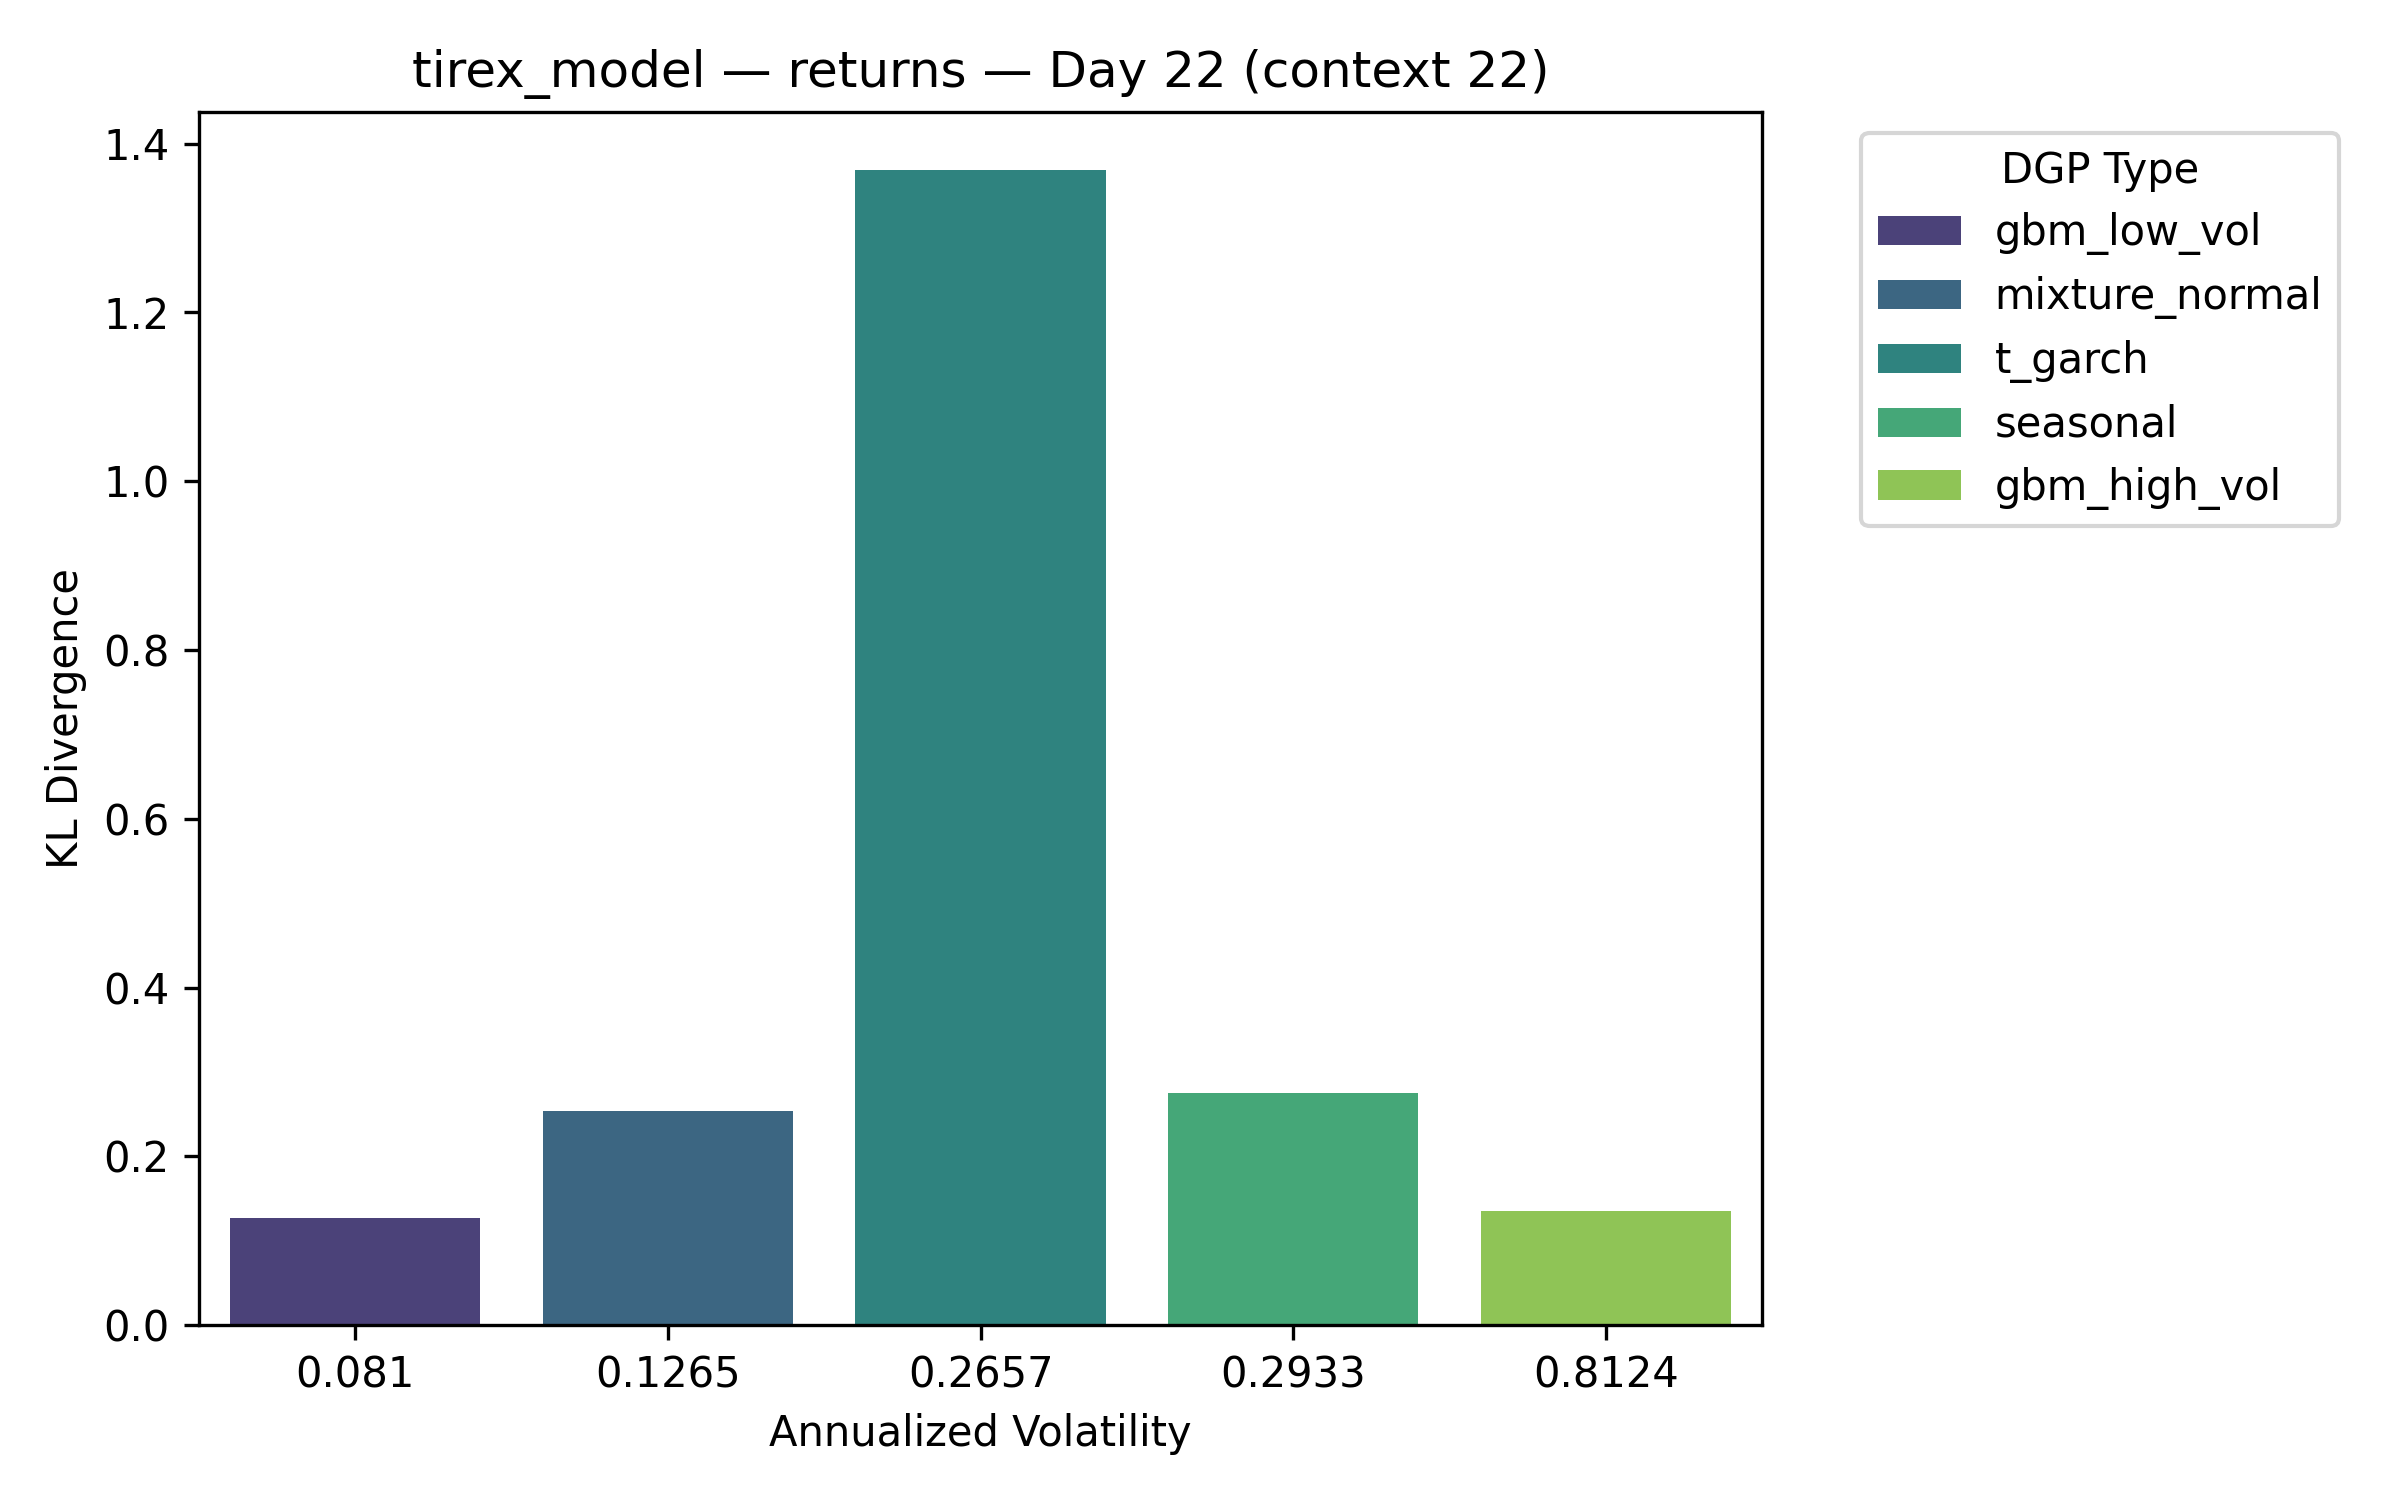 tirex_model — returns — Day 22 (context 22)
KL Divergence
1.4
1.2
1.0
0.8
0.6
0.4
0.2
0.0
0.081 0.1265 0.2657 0.2933 0.8124
Annualized Volatility
DGP Type
gbm_low_vol
mixture_normal
t_garch
seasonal
gbm_high_vol